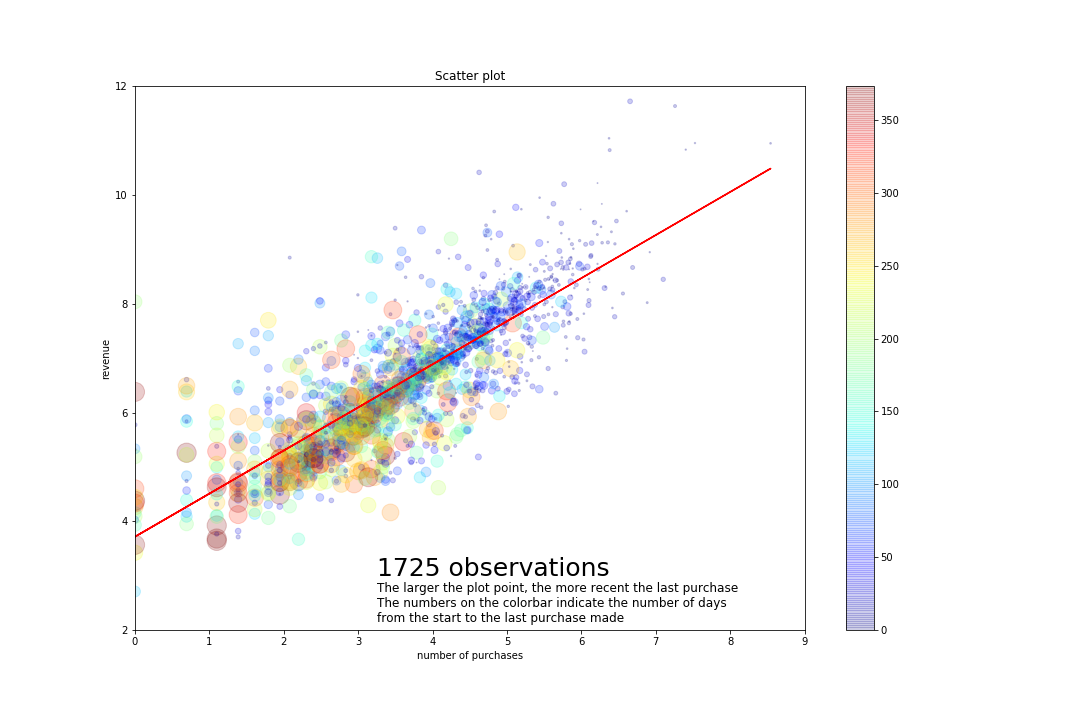 Scatter plot
12
10
8
6
4
2
revenue
0 1 2 3 4 5 6 7 8 9
number of purchases
1725 observations
The larger the plot point, the more recent the last purchase
The numbers on the colorbar indicate the number of days
from the start to the last purchase made
350
300
250
200
150
100
50
0